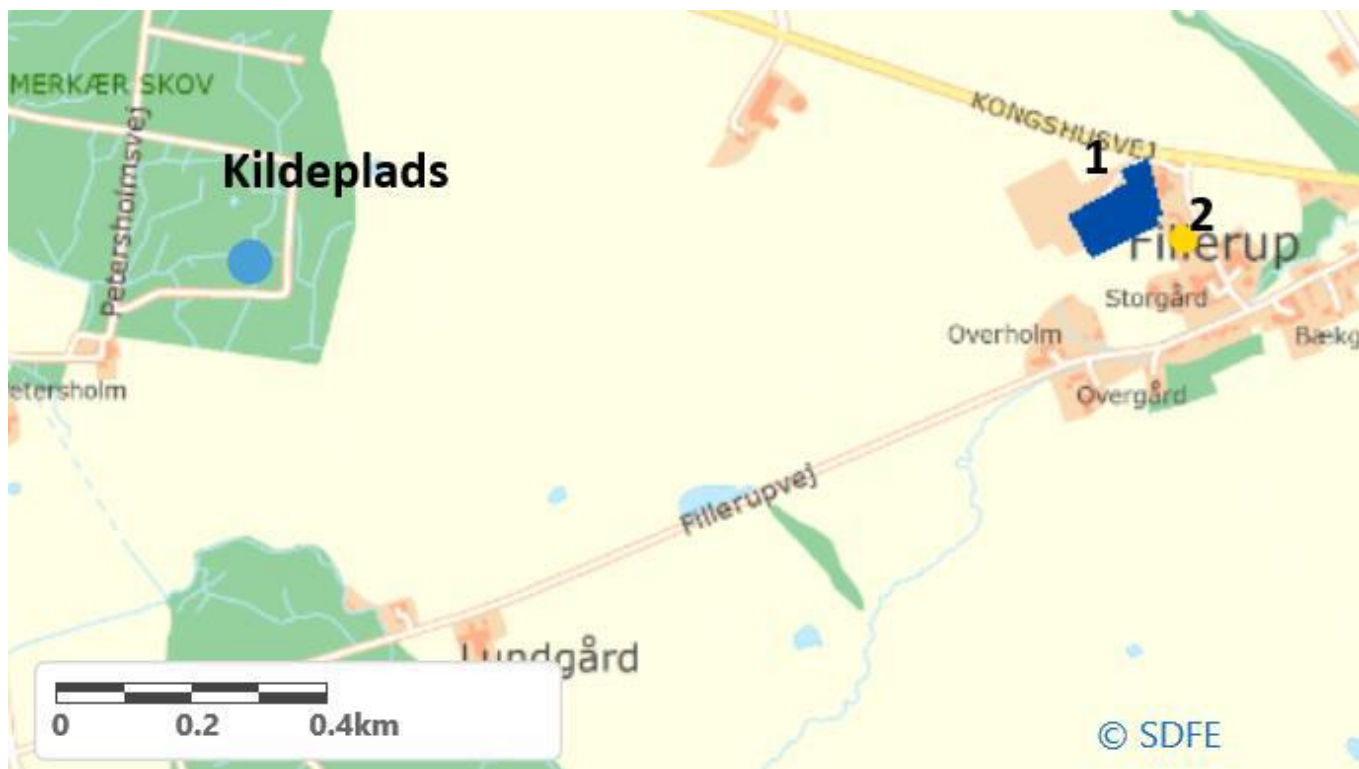 MERKÆR SKOV
Petersholmsvej
Kildeplads
KONGSHUSVEJ
1
2
Fillerup
Storgård
Overholm
Bækg
Overgård
etersholm
Fillerupvej
Lundgård
0 0.2 0.4km
© SDFE